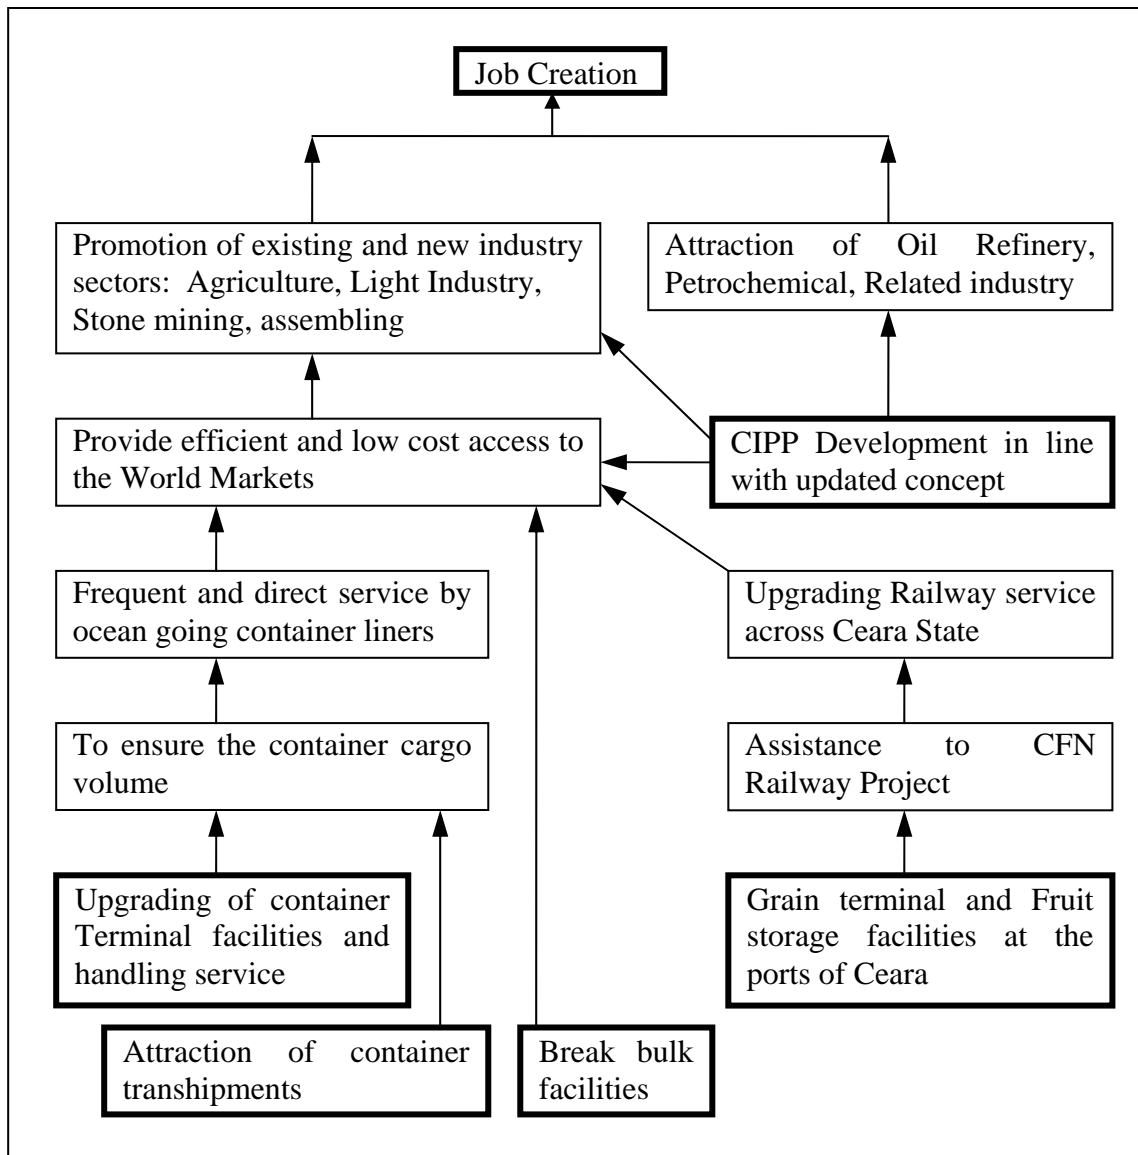 Job Creation
Promotion of existing and new industry
sectors: Agriculture, Light Industry,
Stone mining, assembling
Attraction of Oil Refinery,
Petrochemical, Related industry
Provide efficient and low cost access to
the World Markets
CIPP Development in line
with updated concept
Frequent and direct service by
ocean going container liners
Upgrading Railway service
across Ceara State
To ensure the container cargo
volume
Assistance to CFN
Railway Project
Upgrading of container
Terminal facilities and
handling service
Grain terminal and Fruit
storage facilities at the
ports of Ceara
Attraction of container
transhipments
Break bulk
facilities